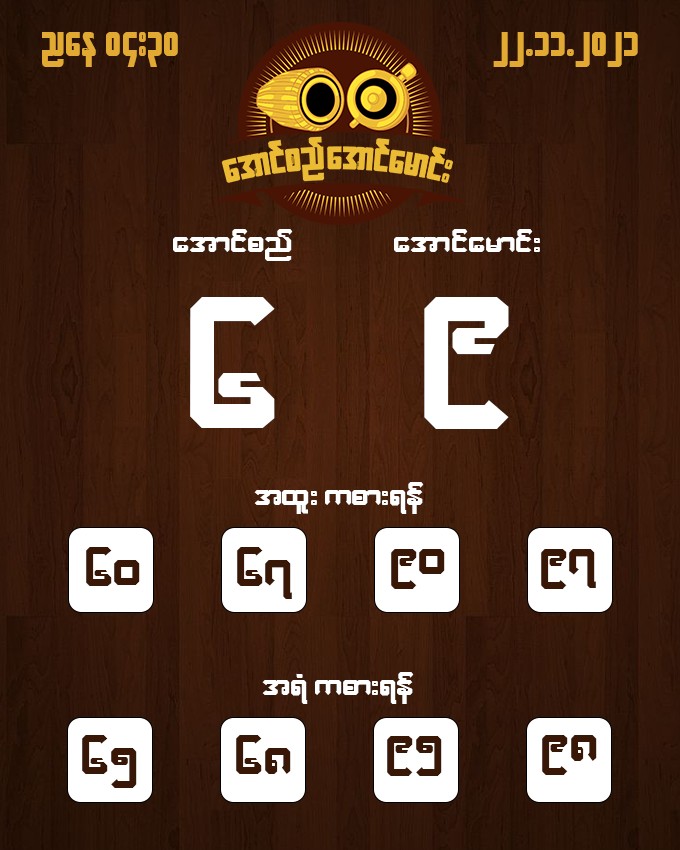 ညနေ ၀၄:၃၀ ၂၂.၁၁.၂၀၂၁
အောင်စည် အောင်မောင်း
အောင်စည် အောင်မောင်း
၆ ၉
အထူး ကစားရန်
၆၀ ၆၇ ၉၀ ၉၇
အရံ ကစားရန်
၆၅ ၆၈ ၉၅ ၉၈